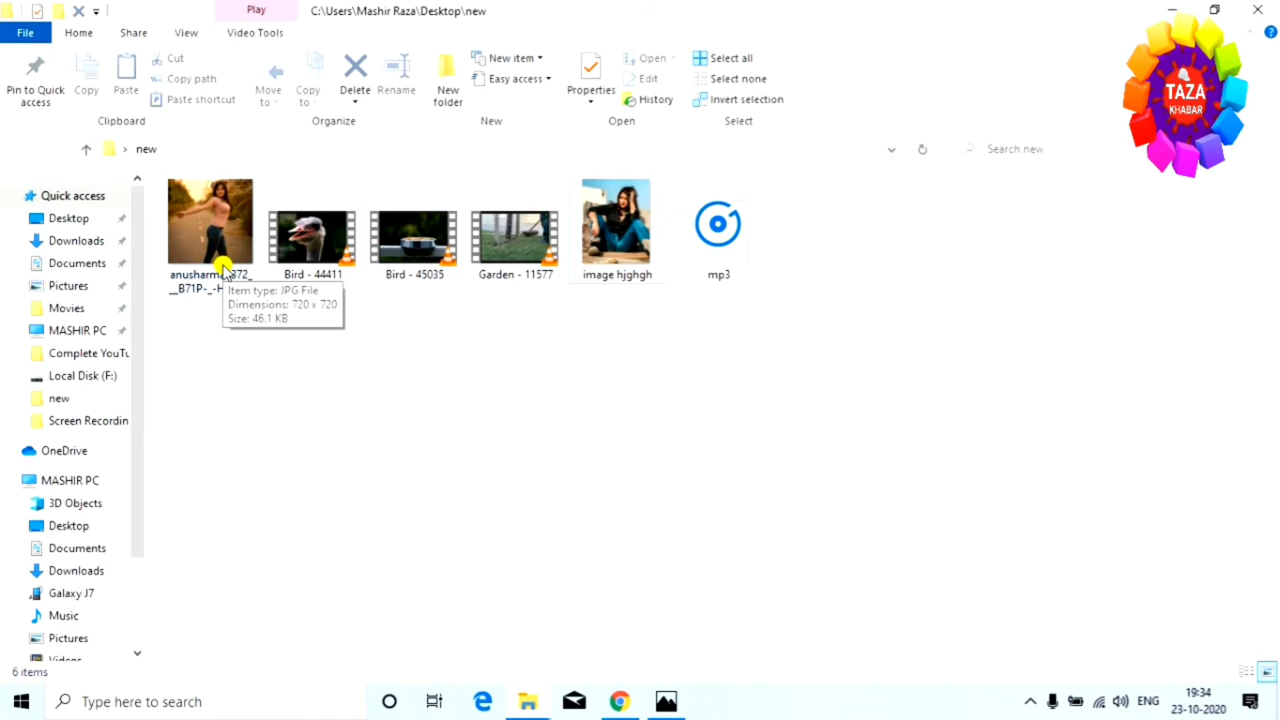 Play
C:\Users\Mashir Raza\Desktop\new
File
Home
Share
View
Video Tools
Pin to Quick access
Copy
Paste
Cut
Copy path
Paste shortcut
Clipboard
Move to
Copy to
Delete
Rename
Organize
New folder
New item
Easy access
New
Properties
Open
Edit
History
Open
Select all
Select none
Invert selection
Select
TAZA
KHABAR
new
Search new
Quick access
Desktop
Downloads
Documents
Pictures
Movies
MASHIR PC
Complete YouTu
Local Disk (F:)
new
Screen Recordin
OneDrive
MASHIR PC
3D Objects
Desktop
Documents
Downloads
Galaxy J7
Music
Pictures
Videos
Bird - 44411
Bird - 45035
Garden - 11577
image hjghgh
mp3
Item type: JPG File
Dimensions: 720 x 720
Size: 46.1 KB
6 items
Type here to search
ENG
19:34
23-10-2020